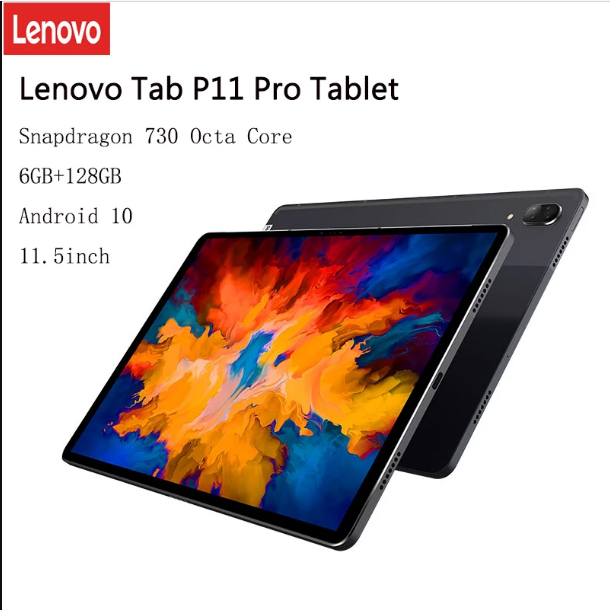 Lenovo
Lenovo Tab P11 Pro Tablet
Snapdragon 730 Octa Core
6GB+128GB
Android 10
11.5inch